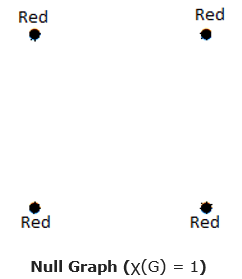 Red Red
Red Red
Null Graph (χ(G) = 1)